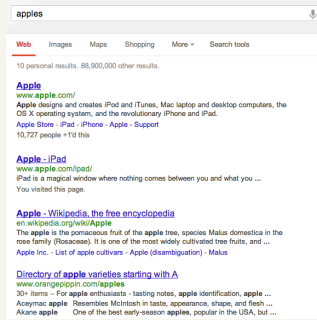 apples
Web Images Maps Shopping More Search tools
10 personal results. 88,900,000 other results.
Apple
www.apple.com/
Apple designs and creates iPod and iTunes, Mac laptop and desktop computers, the
OS X operating system, and the revolutionary iPhone and iPad.
Apple Store - iPad - iPhone - Apple - Support
10,727 people +1'd this
Apple - iPad
www.apple.com/ipad/
iPad is a magical window where nothing comes between you and what you ...
You visited this page.
Apple - Wikipedia, the free encyclopedia
en.wikipedia.org/wiki/Apple
The apple is the pomaceous fruit of the apple tree, species Malus domestica in the
rose family (Rosaceae). It is one of the most widely cultivated tree fruits, and ...
Apple Inc. - List of apple cultivars - Apple (disambiguation) - Malus
Directory of apple varieties starting with A
www.orangepippin.com/apples
30+ items – For apple enthusiasts - tasting notes, apple identification, apple ...
Aceymac apple Resembles McIntosh in taste, appearance, shape, and flesh ...
Akane apple One of the best early-season apples, popular in the USA, but ...